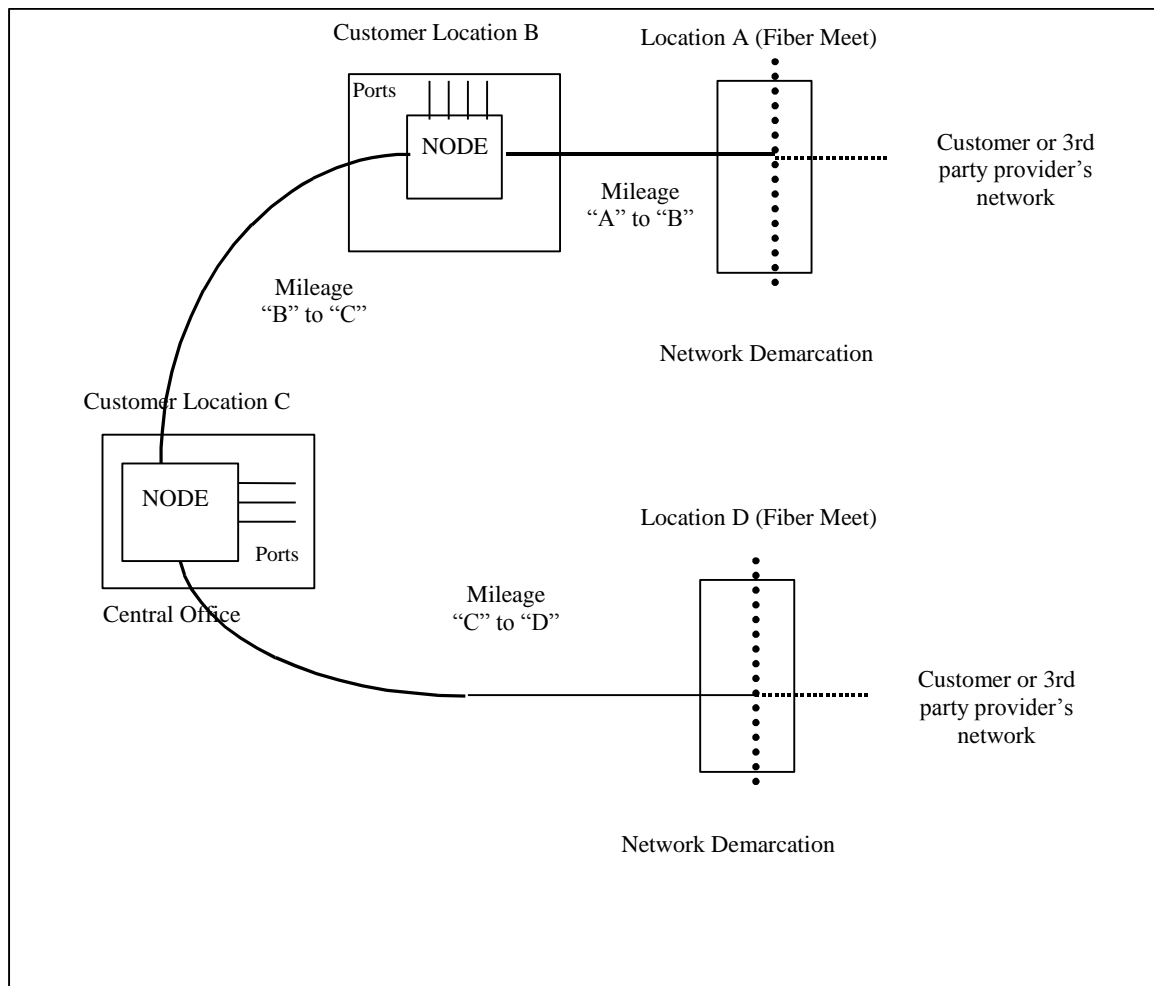 Customer Location B
Location A (Fiber Meet)
Ports
NODE
Customer or 3rd
party provider’s
network
Mileage
“A” to “B”
Mileage
“B” to “C”
Network Demarcation
Customer Location C
NODE
Ports
Central Office
Location D (Fiber Meet)
Mileage
“C” to “D”
Customer or 3rd
party provider’s
network
Network Demarcation